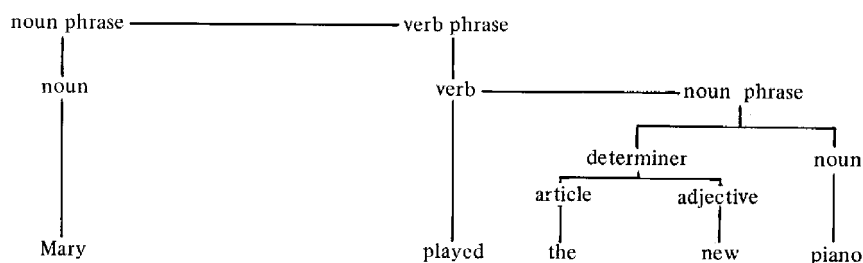 noun phrase verb phrase
noun verb noun phrase
determiner noun
article adjective
Mary played the new piano